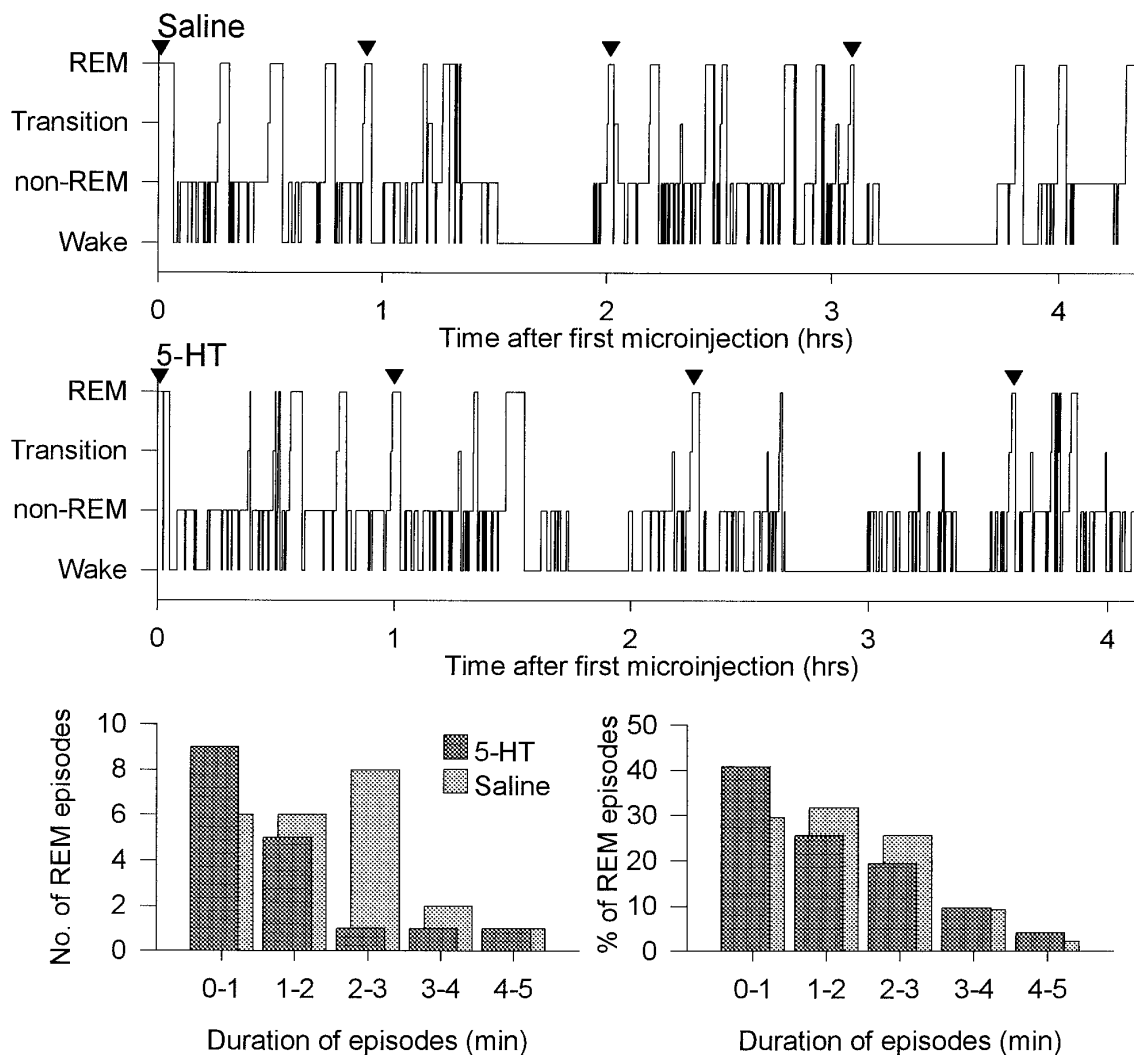 Saline
REM
Transition
non-REM
Wake
0 1 2 3 4
Time after first microinjection (hrs)
5-HT
REM
Transition
non-REM
Wake
0 1 2 3 4
Time after first microinjection (hrs)
No. of REM episodes
10
8
6
4
2
0
5-HT
Saline
0-1 1-2 2-3 3-4 4-5
Duration of episodes (min)
% of REM episodes
50
40
30
20
10
0
0-1 1-2 2-3 3-4 4-5
Duration of episodes (min)